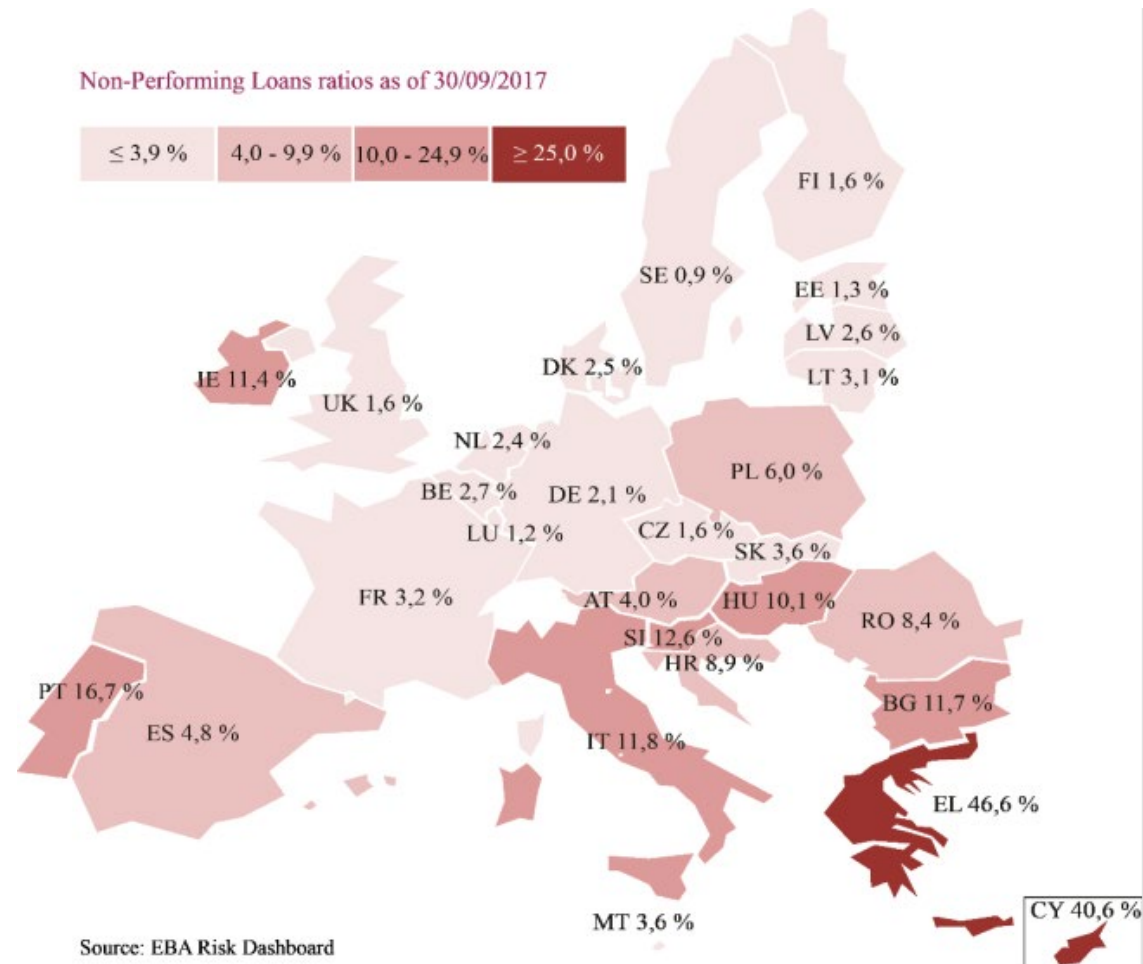 Non-Performing Loans ratios as of 30/09/2017
≤ 3,9 %
4,0 - 9,9 %
10,0 - 24,9 %
≥ 25,0 %
FI 1,6 %
SE 0,9 %
EE 1,3 %
LV 2,6 %
LT 3,1 %
DK 2,5 %
IE 11,4 %
UK 1,6 %
NL 2,4 %
PL 6,0 %
BE 2,7 %
DE 2,1 %
LU 1,2 %
CZ 1,6 %
SK 3,6 %
FR 3,2 %
AT 4,0 %
HU 10,1 %
RO 8,4 %
SI 12,6 %
HR 8,9 %
PT 16,7 %
ES 4,8 %
BG 11,7 %
IT 11,8 %
EL 46,6 %
MT 3,6 %
CY 40,6 %
Source: EBA Risk Dashboard